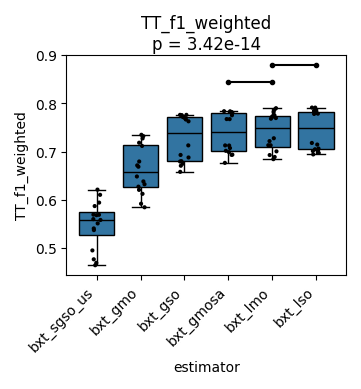 TT_f1_weighted
p = 3.42e-14
TT_f1_weighted
0.9
0.8
0.7
0.6
0.5
bxt_sgso_us
bxt_gmo
bxt_gso
bxt_gmosa
bxt_lmo
bxt_lso
estimator